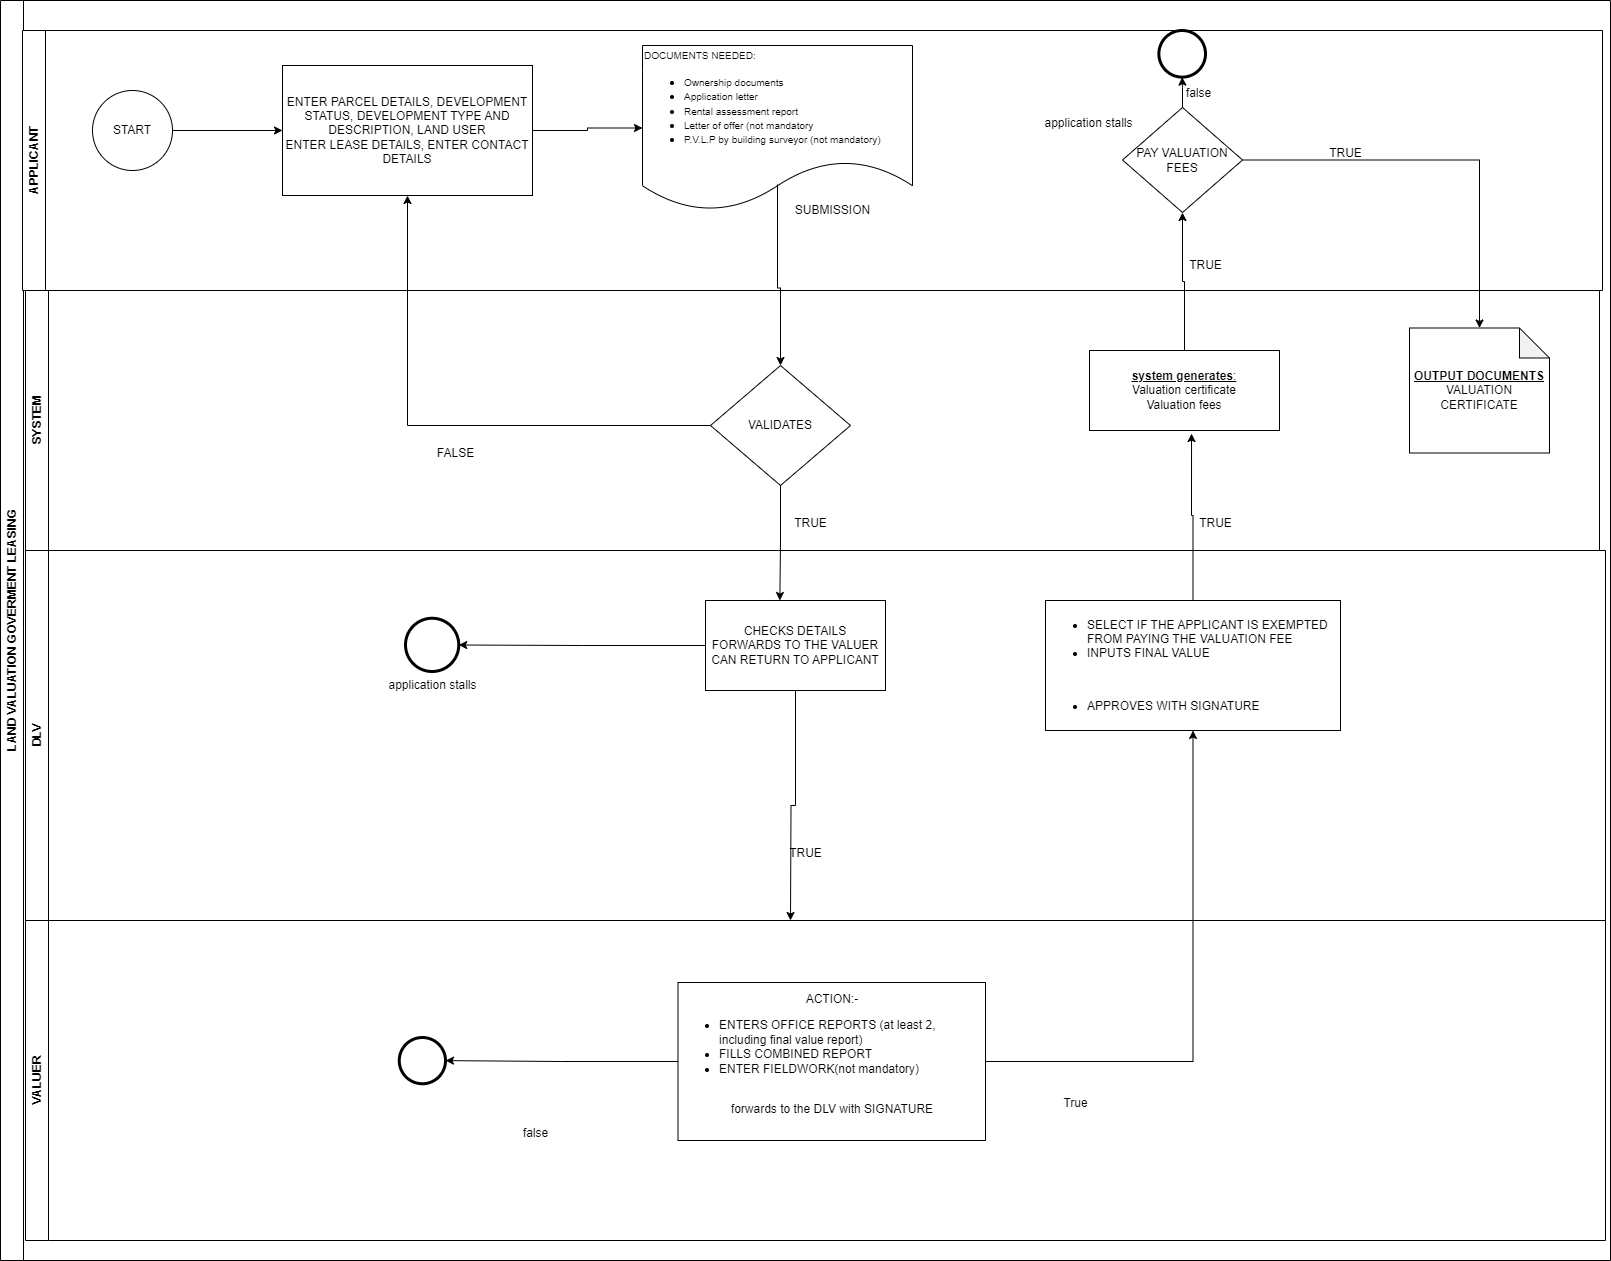 LAND VALUATION GOVERMENT LEASING
APPLICANT
START
ENTER PARCEL DETAILS, DEVELOPMENT
STATUS, DEVELOPMENT TYPE AND
DESCRIPTION, LAND USER
ENTER LEASE DETAILS, ENTER CONTACT
DETAILS
DOCUMENTS NEEDED:
• Ownership documents
• Application letter
• Rental assessment report
• Letter of offer (not mandatory
• P.V.L.P by building surveyor (not mandatory)
SUBMISSION
false
application stalls
PAY VALUATION
FEES
TRUE
TRUE
SYSTEM
VALIDATES
FALSE
TRUE
system generates:
Valuation certificate
Valuation fees
TRUE
OUTPUT DOCUMENTS
VALUATION
CERTIFICATE
DLV
application stalls
CHECKS DETAILS
FORWARDS TO THE VALUER
CAN RETURN TO APPLICANT
TRUE
• SELECT IF THE APPLICANT IS EXEMPTED
FROM PAYING THE VALUATION FEE
• INPUTS FINAL VALUE
• APPROVES WITH SIGNATURE
VALUER
false
ACTION:-
• ENTERS OFFICE REPORTS (at least 2,
including final value report)
• FILLS COMBINED REPORT
• ENTER FIELDWORK(not mandatory)
forwards to the DLV with SIGNATURE
True